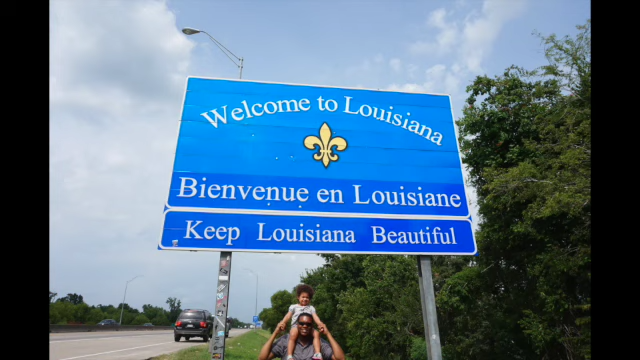 Welcome to Louisiana
Bienvenue en Louisiane
Keep Louisiana Beautiful